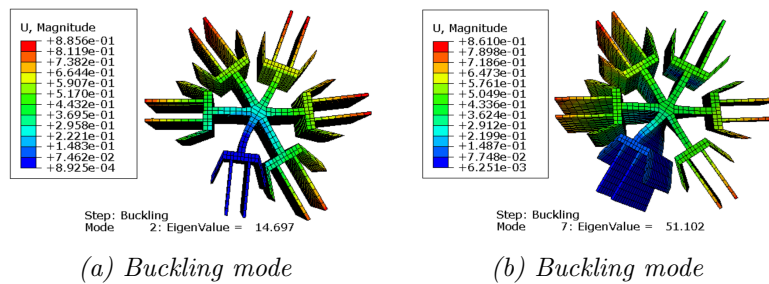 U, Magnitude
+8.856e-01
+8.119e-01
+7.382e-01
+6.644e-01
+5.907e-01
+5.170e-01
+4.432e-01
+3.695e-01
+2.958e-01
+2.221e-01
+1.483e-01
+7.462e-02
+8.925e-04
Step: Buckling
Mode 2: EigenValue = 14.697
(a) Buckling mode
U, Magnitude
+8.610e-01
+7.898e-01
+7.186e-01
+6.473e-01
+5.761e-01
+5.049e-01
+4.336e-01
+3.624e-01
+2.912e-01
+2.199e-01
+1.487e-01
+7.748e-02
+6.251e-03
Step: Buckling
Mode 7: EigenValue = 51.102
(b) Buckling mode